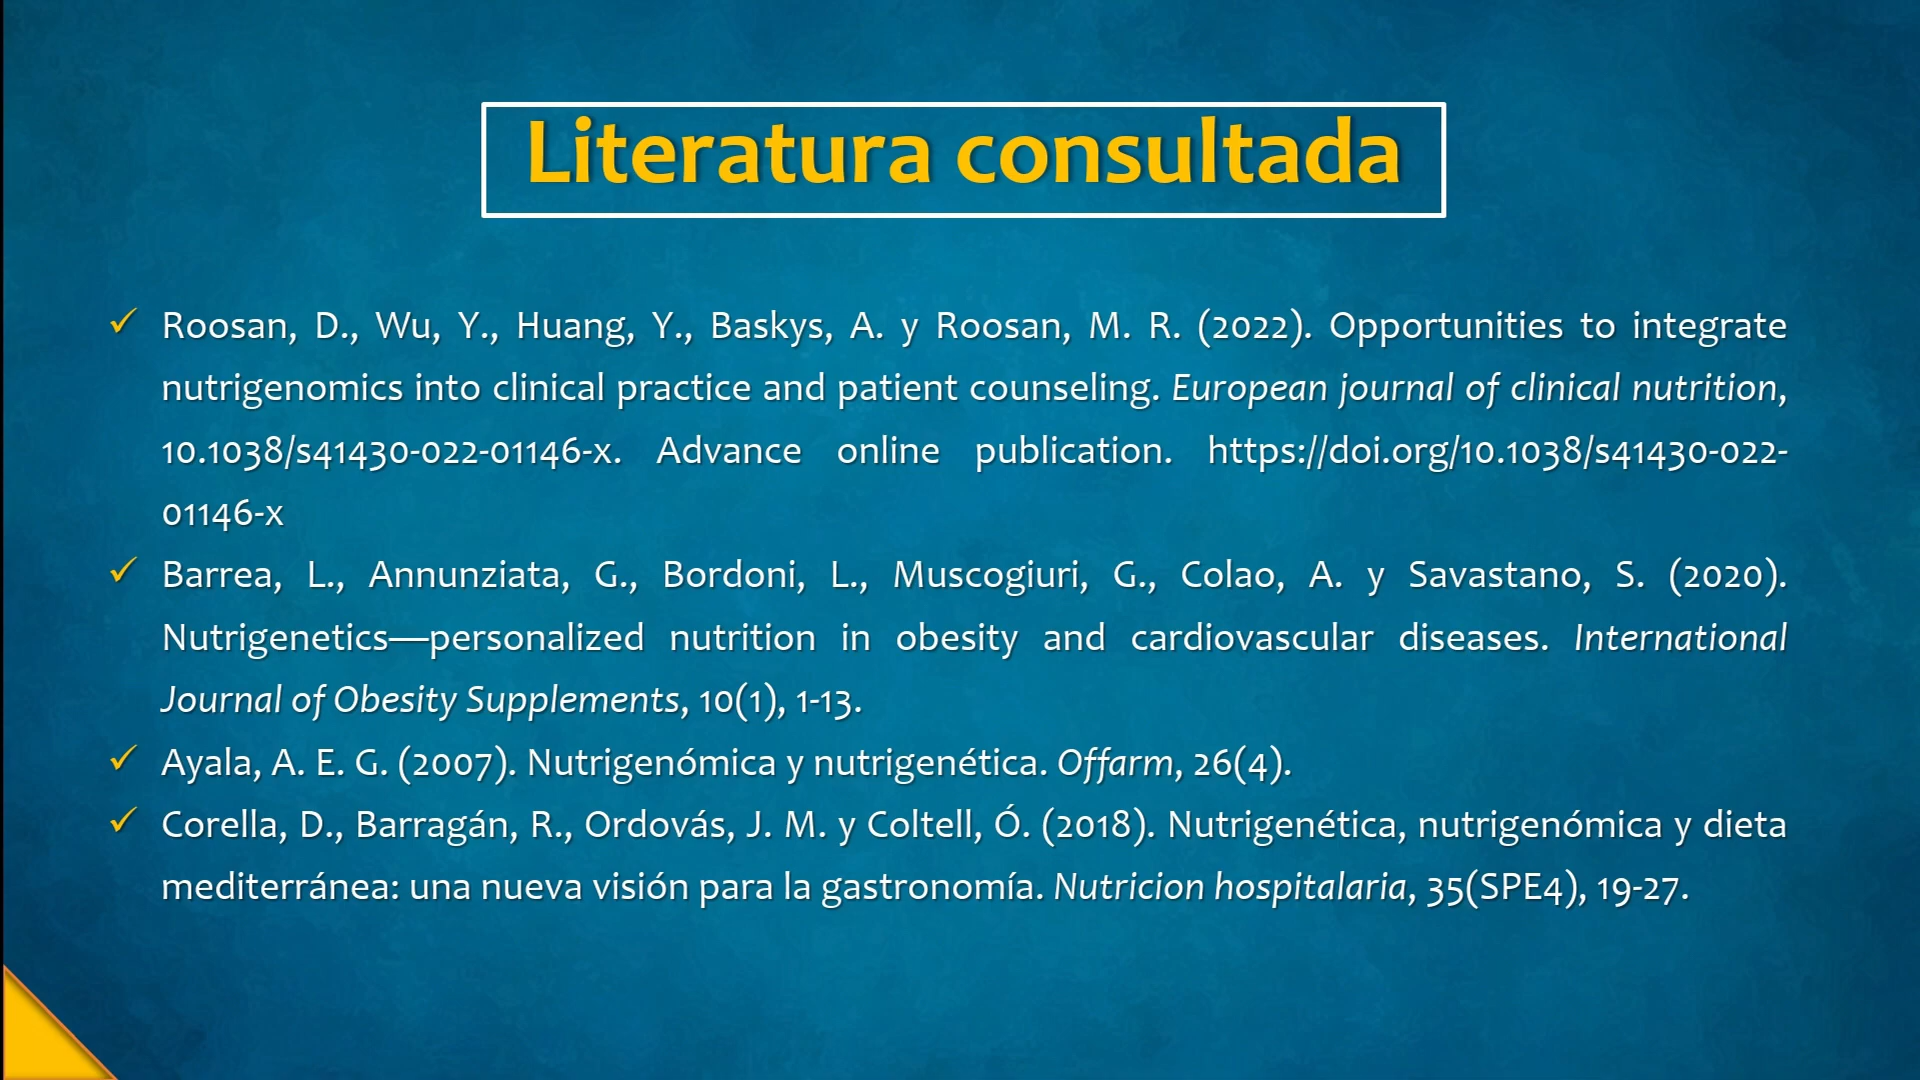 Literatura consultada
Roosan, D., Wu, Y., Huang, Y., Baskys, A. y Roosan, M. R. (2022). Opportunities to integrate
nutrigenomics into clinical practice and patient counseling. European journal of clinical nutrition,
10.1038/s41430-022-01146-x. Advance online publication. https://doi.org/10.1038/s41430-022-
01146-x
Barrea, L., Annunziata, G., Bordoni, L., Muscogiuri, G., Colao, A. y Savastano, S. (2020).
Nutrigenetics—personalized nutrition in obesity and cardiovascular diseases. International
Journal of Obesity Supplements, 10(1), 1-13.
Ayala, A. E. G. (2007). Nutrigenómica y nutrigenética. Offarm, 26(4).
Corella, D., Barragán, R., Ordovás, J. M. y Coltell, Ó. (2018). Nutrigenética, nutrigenómica y dieta
mediterránea: una nueva visión para la gastronomía. Nutricion hospitalaria, 35(SPE4), 19-27.